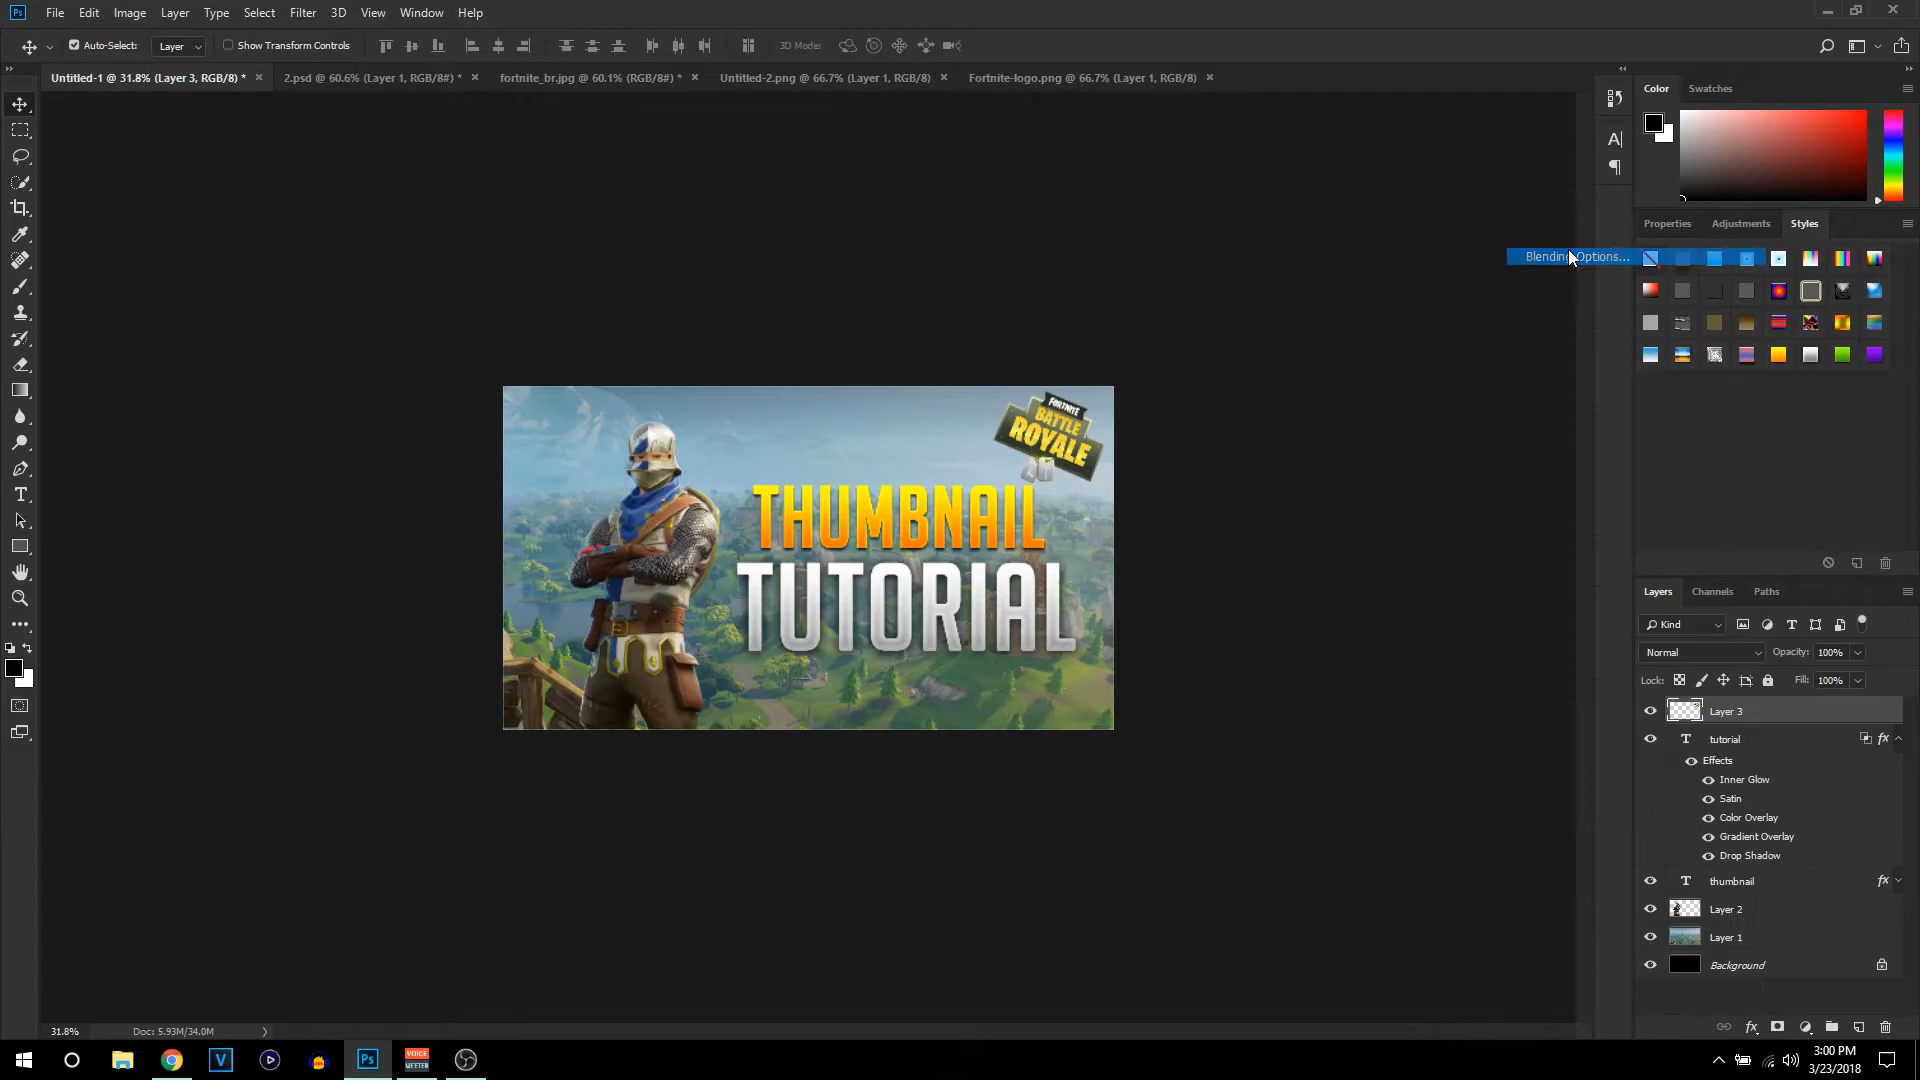 Ps File Edit Image Layer Type Select Filter 3D View Window Help
Auto-Select: Layer Show Transform Controls 3D Mode:
Untitled-1 @ 31.8% (Layer 3, RGB/8) * × 2.psd @ 60.6% (Layer 1, RGB/8#) * × fortnite_br.jpg @ 60.1% (RGB/8#) * × Untitled-2.png @ 66.7% (Layer 1, RGB/8) × Fortnite-logo.png @ 66.7% (Layer 1, RGB/8) ×
Color Swatches
Properties Adjustments Styles
Blending Options...
FORTNITE
BATTLE
ROYALE
THUMBNAIL
TUTORIAL
Layers Channels Paths
Kind
Normal Opacity: 100%
Lock: Fill: 100%
Layer 3
T tutorial fx
Effects
Inner Glow
Satin
Color Overlay
Gradient Overlay
Drop Shadow
T thumbnail fx
Layer 2
Layer 1
Background
31.8% Doc: 5.93M/34.0M
V Ps VOICE MEETER
3:00 PM
3/23/2018